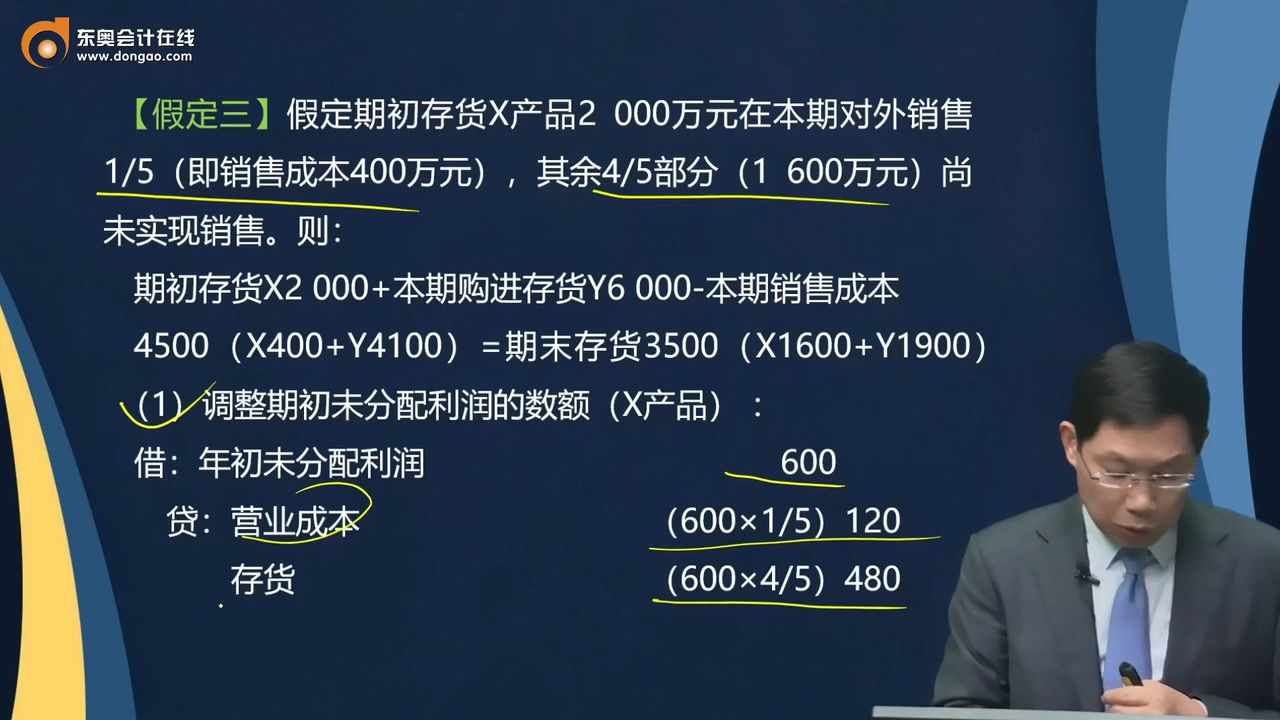 东奥会计在线
www.dongao.com
【假定三】假定期初存货X产品2 000万元在本期对外销售
1/5（即销售成本400万元），其余4/5部分（1 600万元）尚
未实现销售。则：
期初存货X2 000+本期购进存货Y6 000-本期销售成本
4500（X400+Y4100）=期末存货3500（X1600+Y1900）
（1）调整期初未分配利润的数额（X产品）：
借：年初未分配利润 600
贷：营业成本 （600×1/5）120
存货 （600×4/5）480